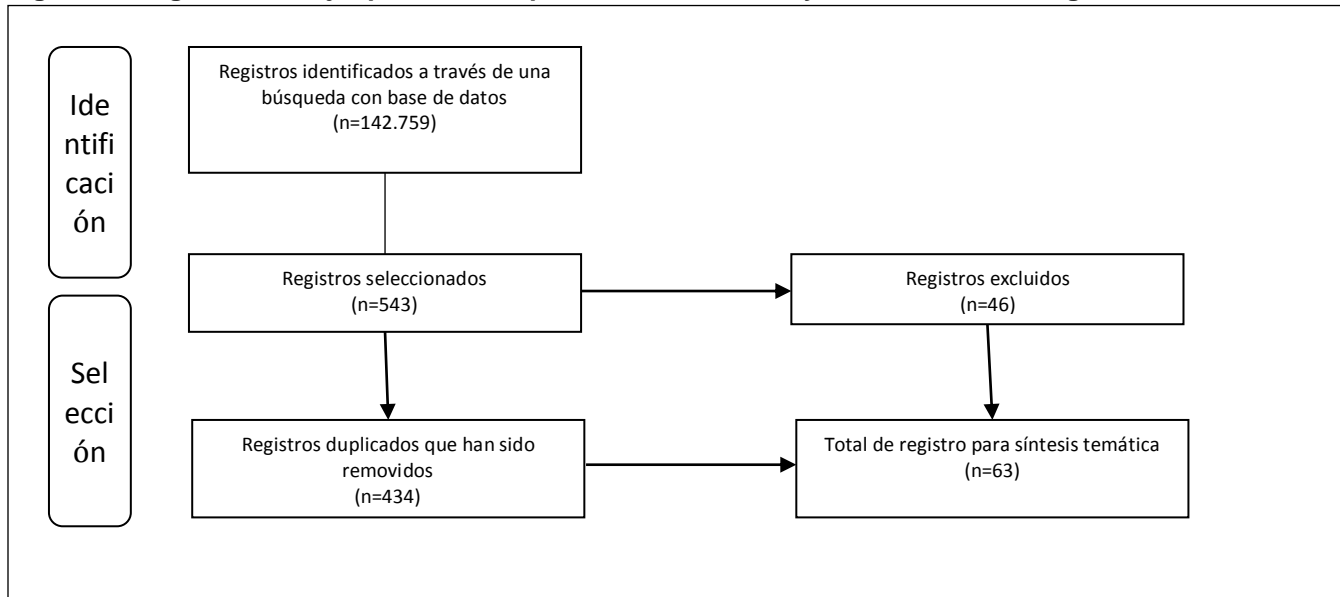 Ide
ntifi
caci
ón
Registros identificados a través de una
búsqueda con base de datos
(n=142.759)
Registros seleccionados
(n=543)
Registros excluidos
(n=46)
Sel
ecci
ón
Registros duplicados que han sido
removidos
(n=434)
Total de registro para síntesis temática
(n=63)